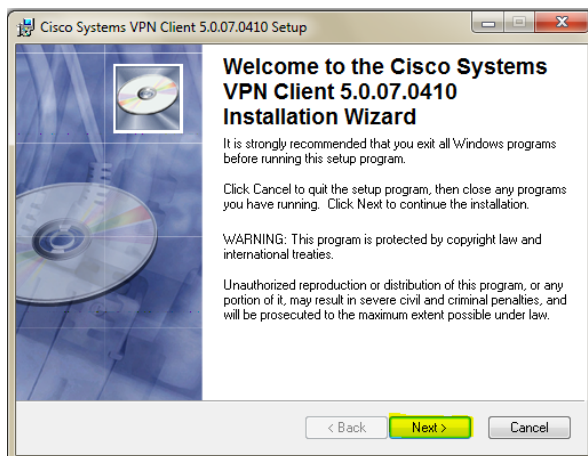 Cisco Systems VPN Client 5.0.07.0410 Setup
Welcome to the Cisco Systems
VPN Client 5.0.07.0410
Installation Wizard
It is strongly recommended that you exit all Windows programs
before running this setup program.
Click Cancel to quit the setup program, then close any programs
you have running. Click Next to continue the installation.
WARNING: This program is protected by copyright law and
international treaties.
Unauthorized reproduction or distribution of this program, or any
portion of it, may result in severe civil and criminal penalties, and
will be prosecuted to the maximum extent possible under law.
< Back
Next >
Cancel